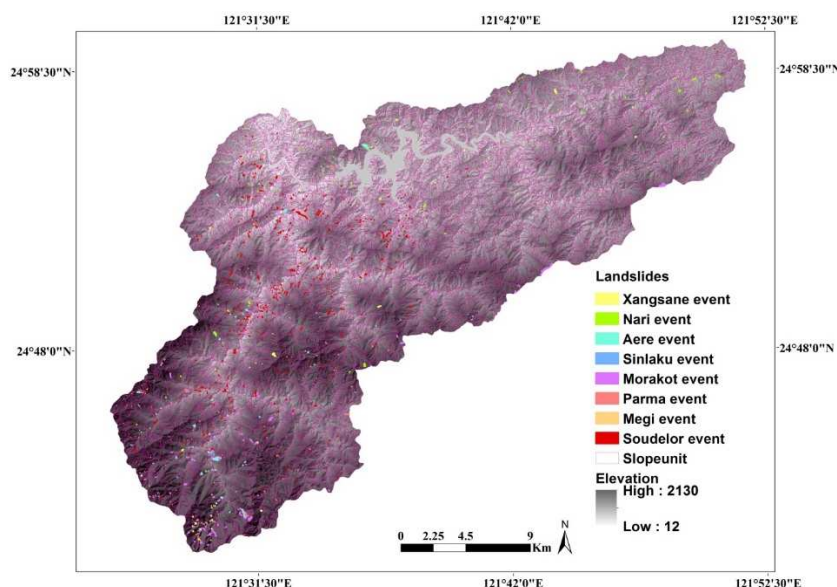 121°31'30"E 121°42'0"E 121°52'30"E
24°58'30"N 24°58'30"N
Landslides
Xangsane event
Nari event
Aere event
Sinlaku event
Morakot event
Parma event
Megi event
Soudelor event
Slopeunit
24°48'0"N 24°48'0"N
Elevation
High : 2130
Low : 12
0 2.25 4.5 9
Km
N
121°31'30"E 121°42'0"E 121°52'30"E